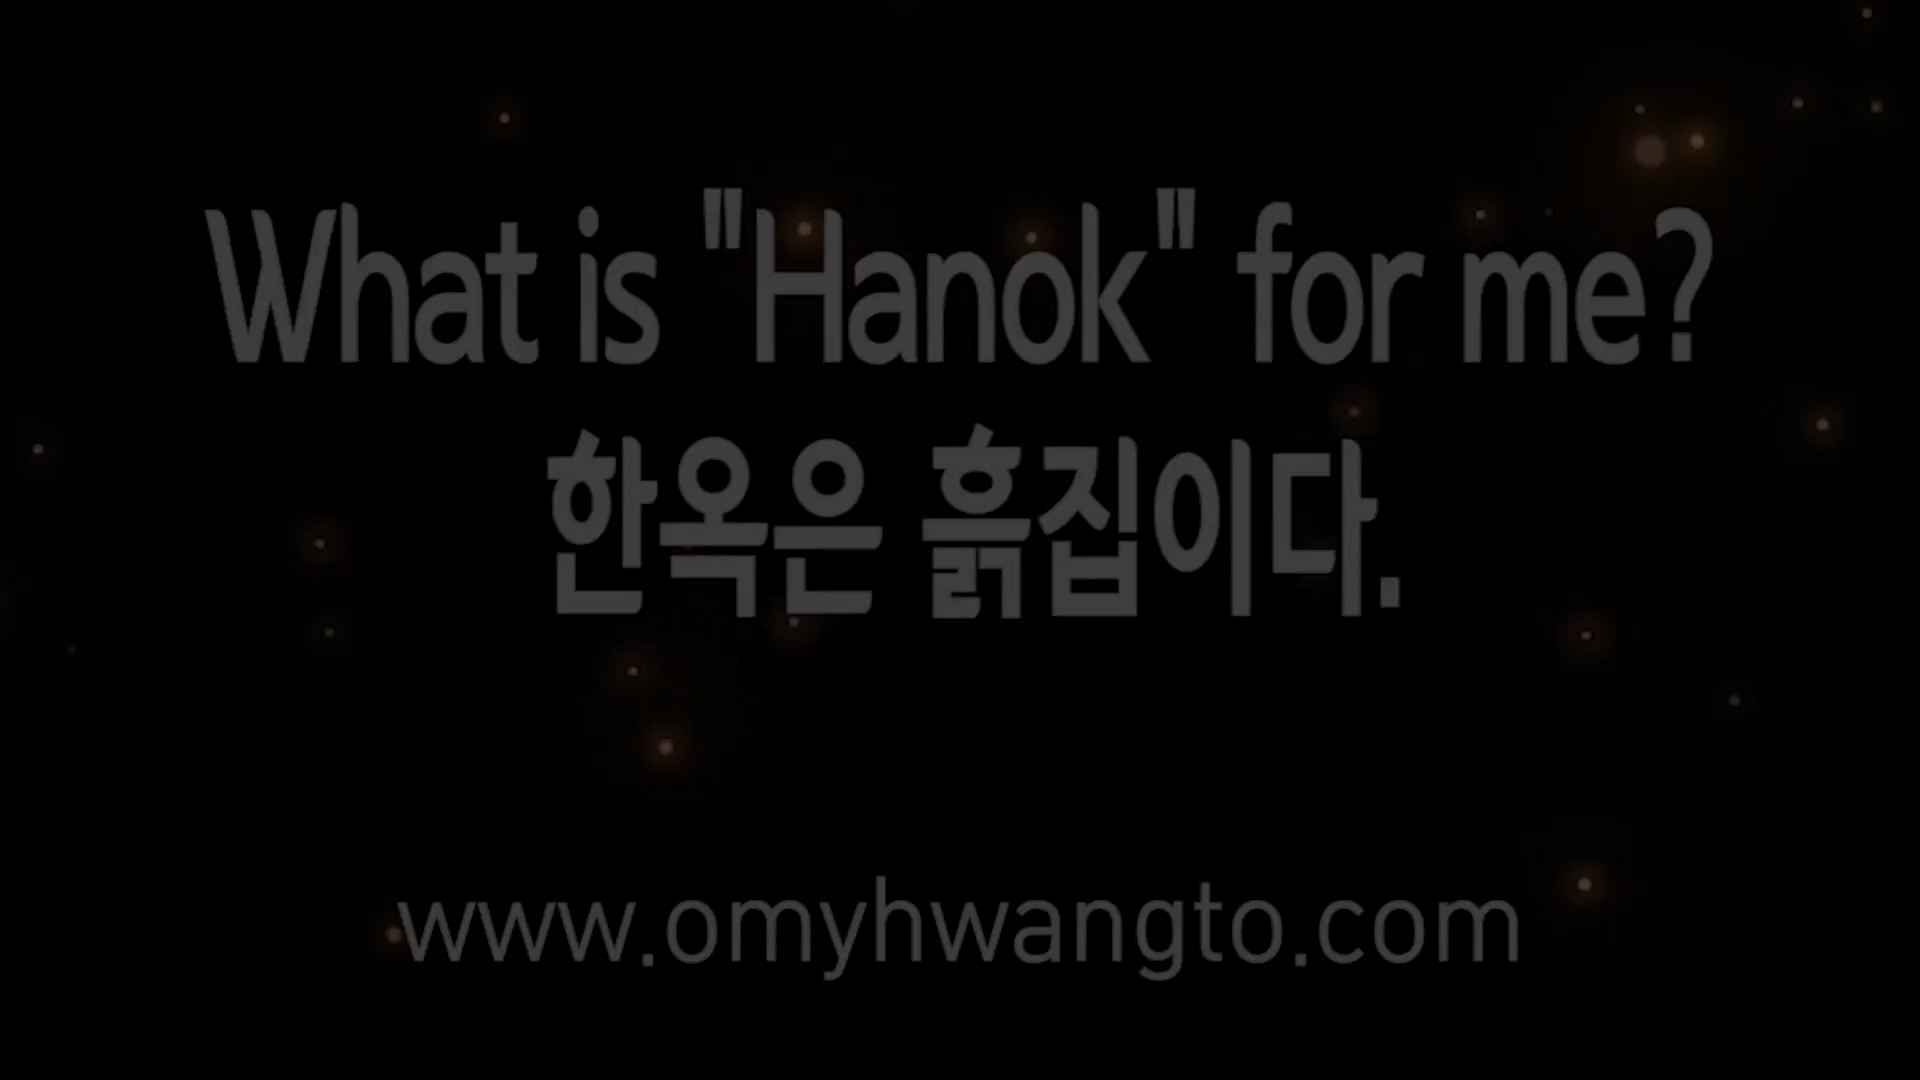 What is "Hanok" for me?
한옥은 흙집이다.
www.omyhwangto.com